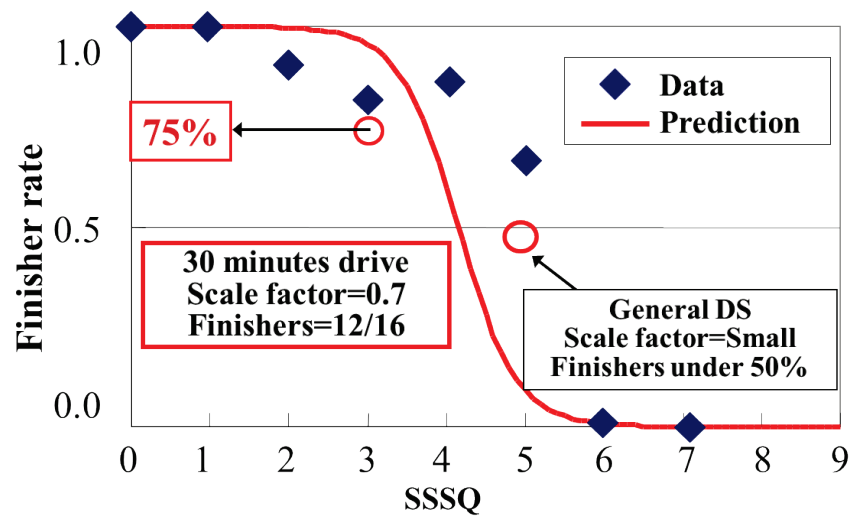 1.0
0.5
0.0
Finisher rate
Data
Prediction
75%
30 minutes drive
Scale factor=0.7
Finishers=12/16
General DS
Scale factor=Small
Finishers under 50%
0 1 2 3 4 5 6 7 8 9
SSSQ